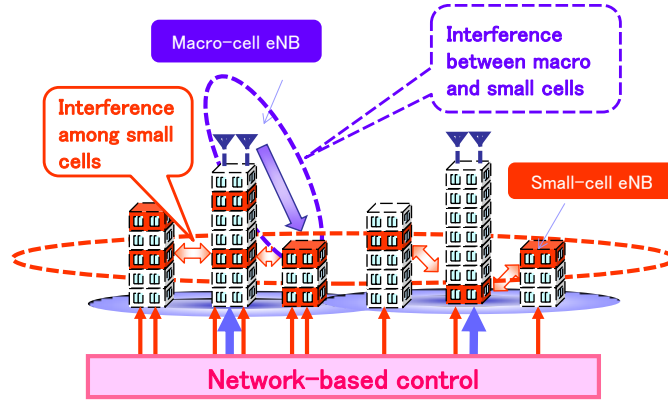 Macro-cell eNB
Interference
between macro
and small cells
Interference
among small
cells
Small-cell eNB
Network-based control